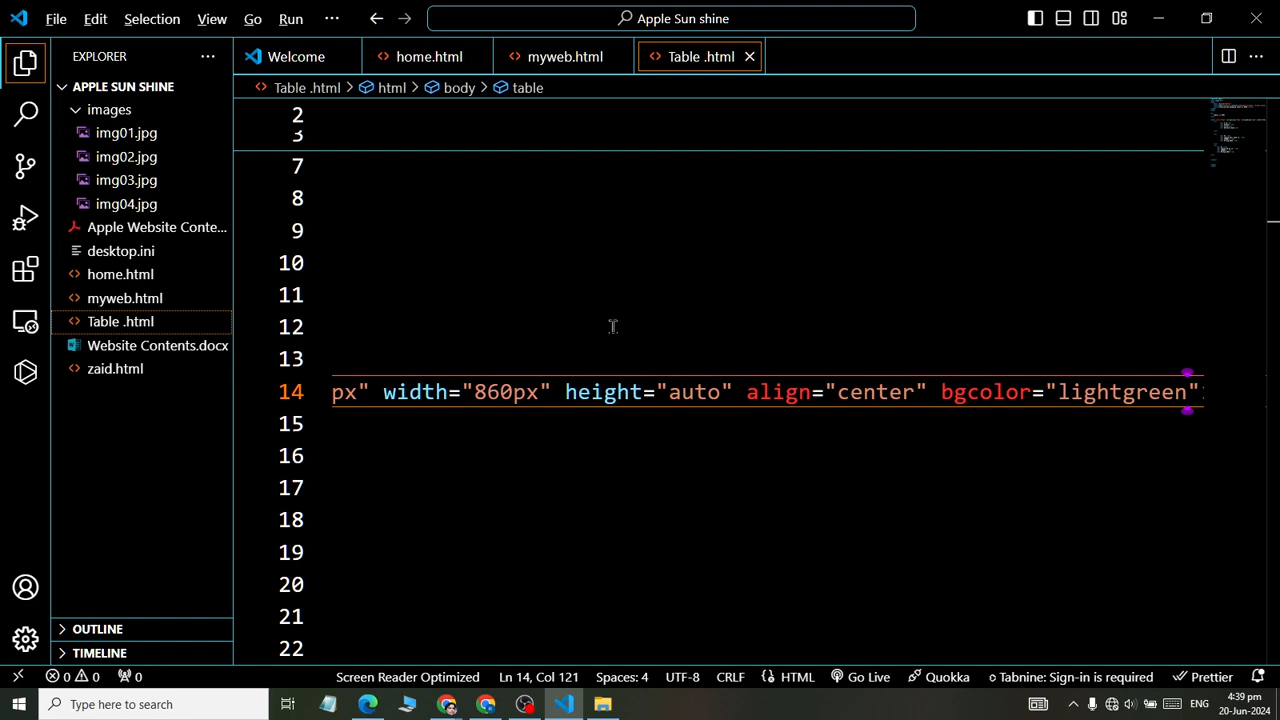 File Edit Selection View Go Run ··· Apple Sun shine
EXPLORER ···
Welcome home.html myweb.html Table .html
APPLE SUN SHINE
Table .html > html > body > table
images
img01.jpg
img02.jpg
img03.jpg
img04.jpg
Apple Website Conte...
desktop.ini
home.html
myweb.html
Table .html
Website Contents.docx
zaid.html
OUTLINE
TIMELINE
2
3
7
8
9
10
11
12
13
14 px" width="860px" height="auto" align="center" bgcolor="lightgreen"
15
16
17
18
19
20
21
22
0 0 0 Screen Reader Optimized Ln 14, Col 121 Spaces: 4 UTF-8 CRLF HTML Go Live Quokka Tabnine: Sign-in is required Prettier
Type here to search
ENG
4:39 pm
20-Jun-2024